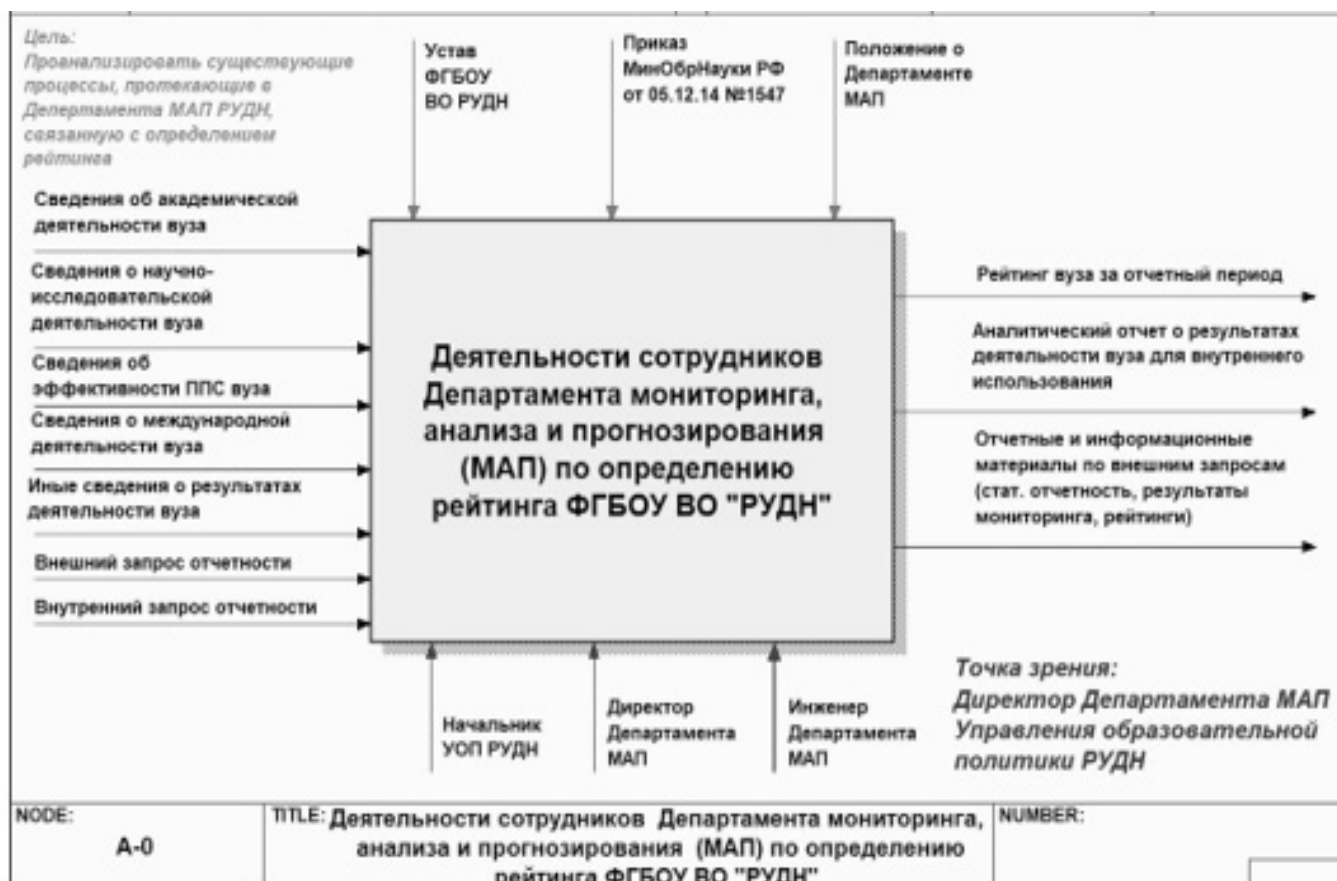 Цель:
Проанализировать существующие
процессы, протекающие в
Депертамента МАП РУДН,
связанную с определением
рейтинга
Устав
ФГБОУ
ВО РУДН
Приказ
МинОбрНауки РФ
от 05.12.14 №1547
Положение о
Департаменте
МАП
Сведения об академической
деятельности вуза
Сведения о научно-
исследовательской
деятельности вуза
Сведения об
эффективности ППС вуза
Сведения о международной
деятельности вуза
Иные сведения о результатах
деятельности вуза
Внешний запрос отчетности
Внутренний запрос отчетности
Деятельности сотрудников
Департамента мониторинга,
анализа и прогнозирования
(МАП) по определению
рейтинга ФГБОУ ВО "РУДН"
Рейтинг вуза за отчетный период
Аналитический отчет о результатах
деятельности вуза для внутреннего
использования
Отчетные и информационные
материалы по внешним запросам
(стат. отчетность, результаты
мониторинга, рейтинги)
Начальник
УОП РУДН
Директор
Департамента
МАП
Инженер
Департамента
МАП
Точка зрения:
Директор Департамента МАП
Управления образовательной
политики РУДН
NODE:
A-0
TITLE: Деятельности сотрудников Департамента мониторинга,
анализа и прогнозирования (МАП) по определению
рейтинга ФГБОУ ВО "РУДН"
NUMBER: